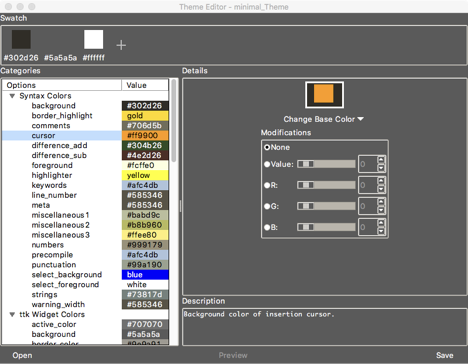 Theme Editor - minimal_Theme
Swatch
#302d26 #5a5a5a #ffffff
Categories
Options Value
Syntax Colors
background #302d26
border_highlight gold
comments #706d5b
cursor #ff9900
difference_add #304b26
difference_sub #4e2d26
foreground #fcffe0
highlighter yellow
keywords #afc4db
line_number #585346
meta #585346
miscellaneous1 #babd9c
miscellaneous2 #b8b960
miscellaneous3 #ffee80
numbers #999179
precompile #afc4db
punctuation #99a190
select_background blue
select_foreground white
strings #73817d
warning_width #585346
ttk Widget Colors
active_color #707070
background #5a5a5a
Details
Change Base Color
Modifications
None
Value: 0
R: 0
G: 0
B: 0
Description
Background color of insertion cursor.
Open Preview Save